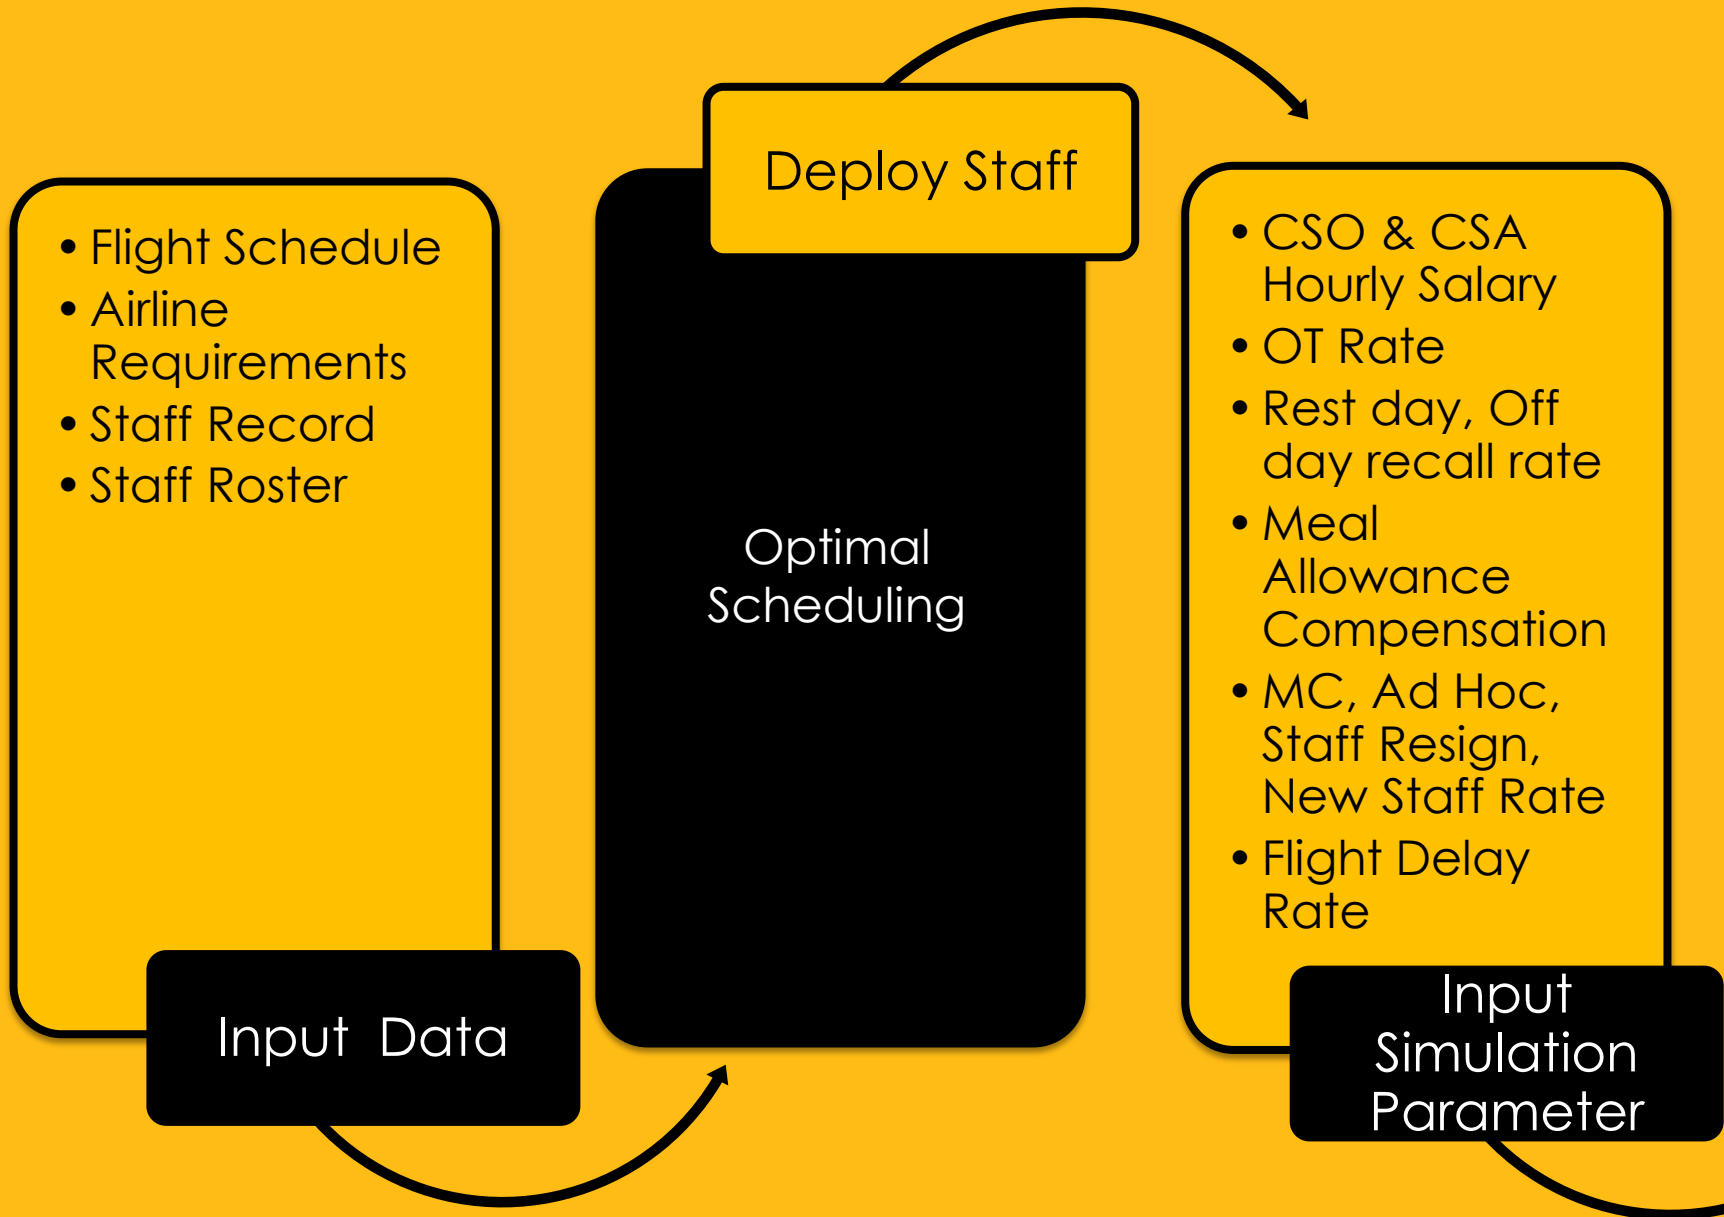 • Flight Schedule
• Airline
Requirements
• Staff Record
• Staff Roster
Input Data
Deploy Staff
Optimal
Scheduling
• CSO & CSA
Hourly Salary
• OT Rate
• Rest day, Off
day recall rate
• Meal
Allowance
Compensation
• MC, Ad Hoc,
Staff Resign,
New Staff Rate
• Flight Delay
Rate
Input
Simulation
Parameter